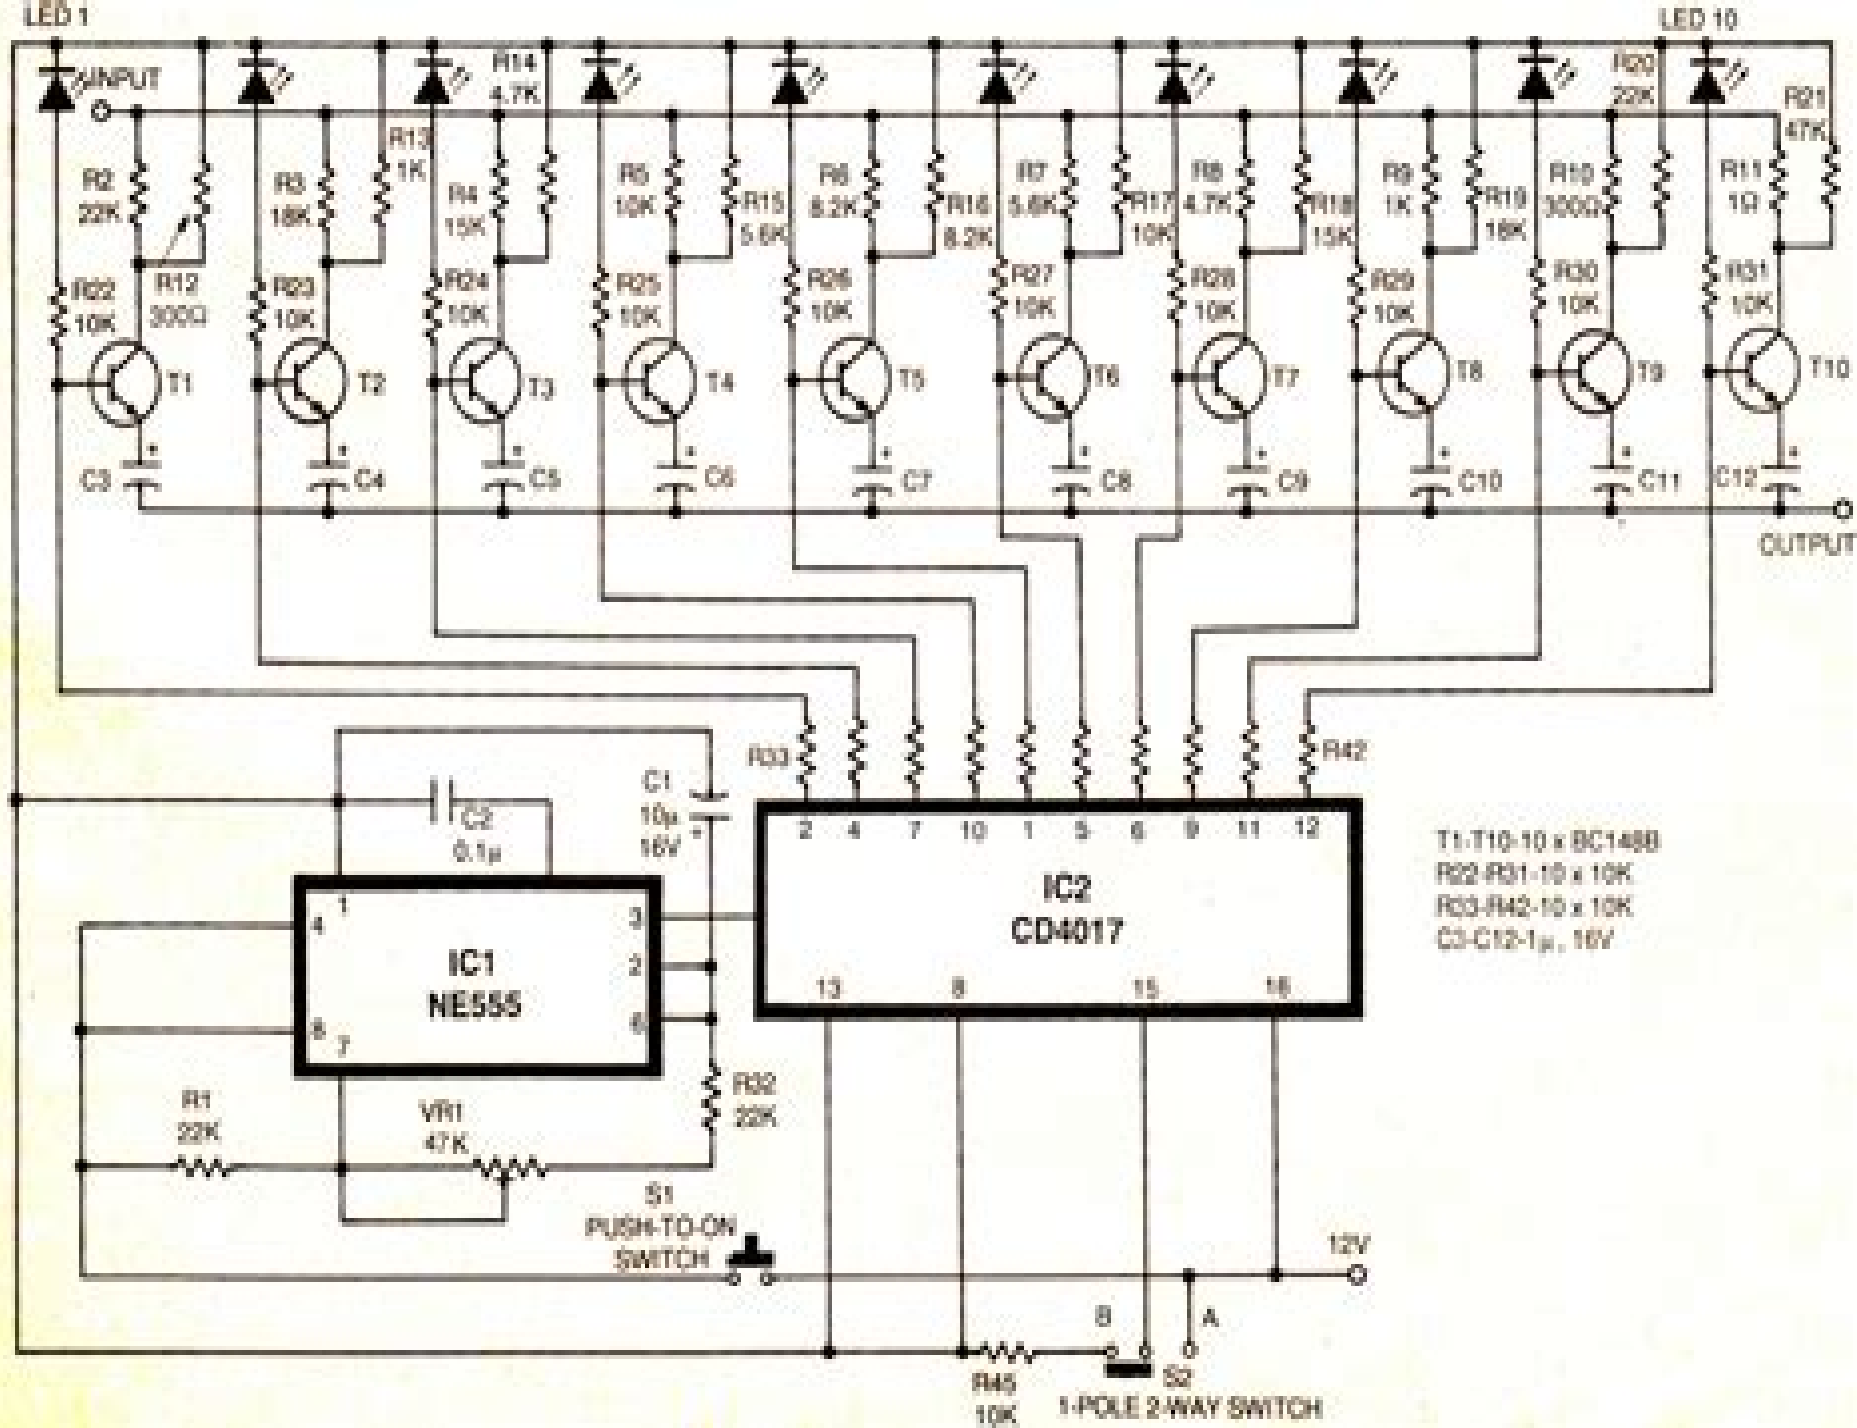 LED 1
LED 10
INPUT
R14
4.7K
R20
22K
R21
47K
R13
1K
R2
22K
R3
18K
R4
15K
R5
10K
R15
5.6K
R6
8.2K
R16
8.2K
R7
5.6K
R17
10K
R8
4.7K
R18
15K
R9
1K
R19
18K
R10
300Ω
R11
1Ω
R22
10K
R12
300Ω
R23
10K
R24
10K
R25
10K
R26
10K
R27
10K
R28
10K
R29
10K
R30
10K
R31
10K
T1
T2
T3
T4
T5
T6
T7
T8
T9
T10
C3
C4
C5
C6
C7
C8
C9
C10
C11
C12
OUTPUT
R33
R42
C1
10µ
16V
C2
0.1µ
2 4 7 10 1 5 6 9 11 12
IC2
CD4017
13 8 15 16
T1-T10-10 x BC148B
R22-R31-10 x 10K
R33-R42-10 x 10K
C3-C12-1µ, 16V
1
4
3
IC1
NE555
2
8
7
6
R1
22K
VR1
47K
R32
22K
S1
PUSH-TO-ON
SWITCH
12V
B
A
R45
10K
S2
1-POLE 2-WAY SWITCH